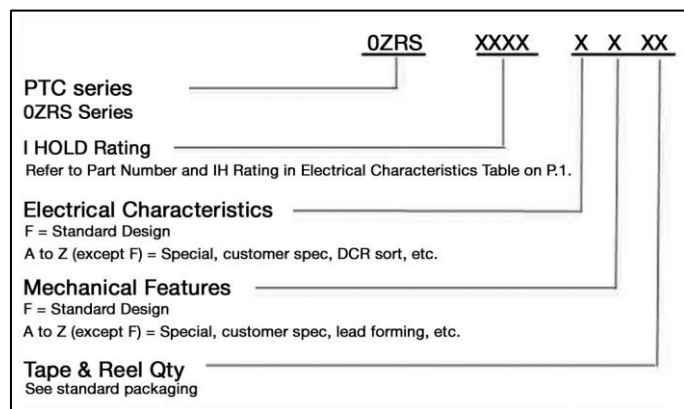 0ZRS XXXX X X XX
PTC series
0ZRS Series
I HOLD Rating
Refer to Part Number and IH Rating in Electrical Characteristics Table on P.1.
Electrical Characteristics
F = Standard Design
A to Z (except F) = Special, customer spec, DCR sort, etc.
Mechanical Features
F = Standard Design
A to Z (except F) = Special, customer spec, lead forming, etc.
Tape & Reel Qty
See standard packaging